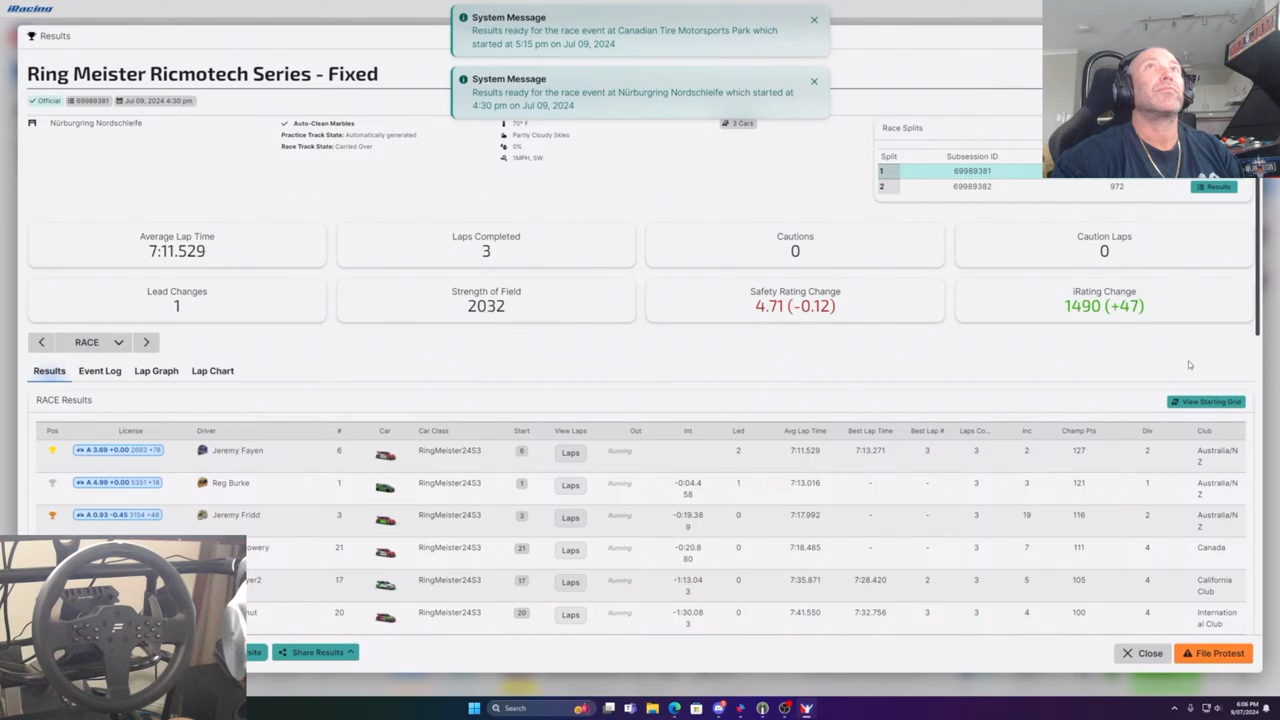 iRacing
Results
System Message
Results ready for the race event at Canadian Tire Motorsports Park which
started at 5:15 pm on Jul 09, 2024
System Message
Results ready for the race event at Nürburgring Nordschleife which started at
4:30 pm on Jul 09, 2024
Ring Meister Ricmotech Series - Fixed
Official 69989381 Jul 09, 2024 4:30 pm
Nürburgring Nordschleife
Auto-Clean Marbles
Practice Track State: Automatically generated
Race Track State: Carried Over
70° F
Partly Cloudy Skies
0%
1MPH, SW
3 Cars
Race Splits
Split Subsession ID
1 69989381
2 69989382 972 Results
Average Lap Time
7:11.529
Laps Completed
3
Cautions
0
Caution Laps
0
Lead Changes
1
Strength of Field
2032
Safety Rating Change
4.71 (-0.12)
iRating Change
1490 (+47)
RACE
Results Event Log Lap Graph Lap Chart
RACE Results
View Starting Grid
Pos License Driver # Car Car Class Start View Laps Out Int Led Avg Lap Time Best Lap Time Best Lap # Laps Co... Inc Champ Pts Div Club
A 3.69 +0.00 2693 +78 Jeremy Fayen 6 RingMeister24S3 6 Laps Running 2 7:11.529 7:13.271 3 3 2 127 2 Australia/N
Z
A 4.99 +0.00 5351 +18 Reg Burke 1 RingMeister24S3 1 Laps Running -0:04.4
58 1 7:13.016 - - 3 3 121 1 Australia/N
Z
A 0.93 -0.45 3154 +48 Jeremy Fridd 3 RingMeister24S3 3 Laps Running -0:19.38
9 0 7:17.992 - - 3 19 116 2 Australia/N
Z
owery 21 RingMeister24S3 21 Laps Running -0:20.8
80 0 7:18.485 - - 3 7 111 4 Canada
yer2 17 RingMeister24S3 17 Laps Running -1:13.04
3 0 7:35.871 7:28.420 2 3 5 105 4 California
Club
nut 20 RingMeister24S3 20 Laps Running -1:30.08
3 0 7:41.550 7:32.756 3 3 4 100 4 Internation
al Club
site Share Results Close File Protest
Search
6:06 PM
9/07/2024